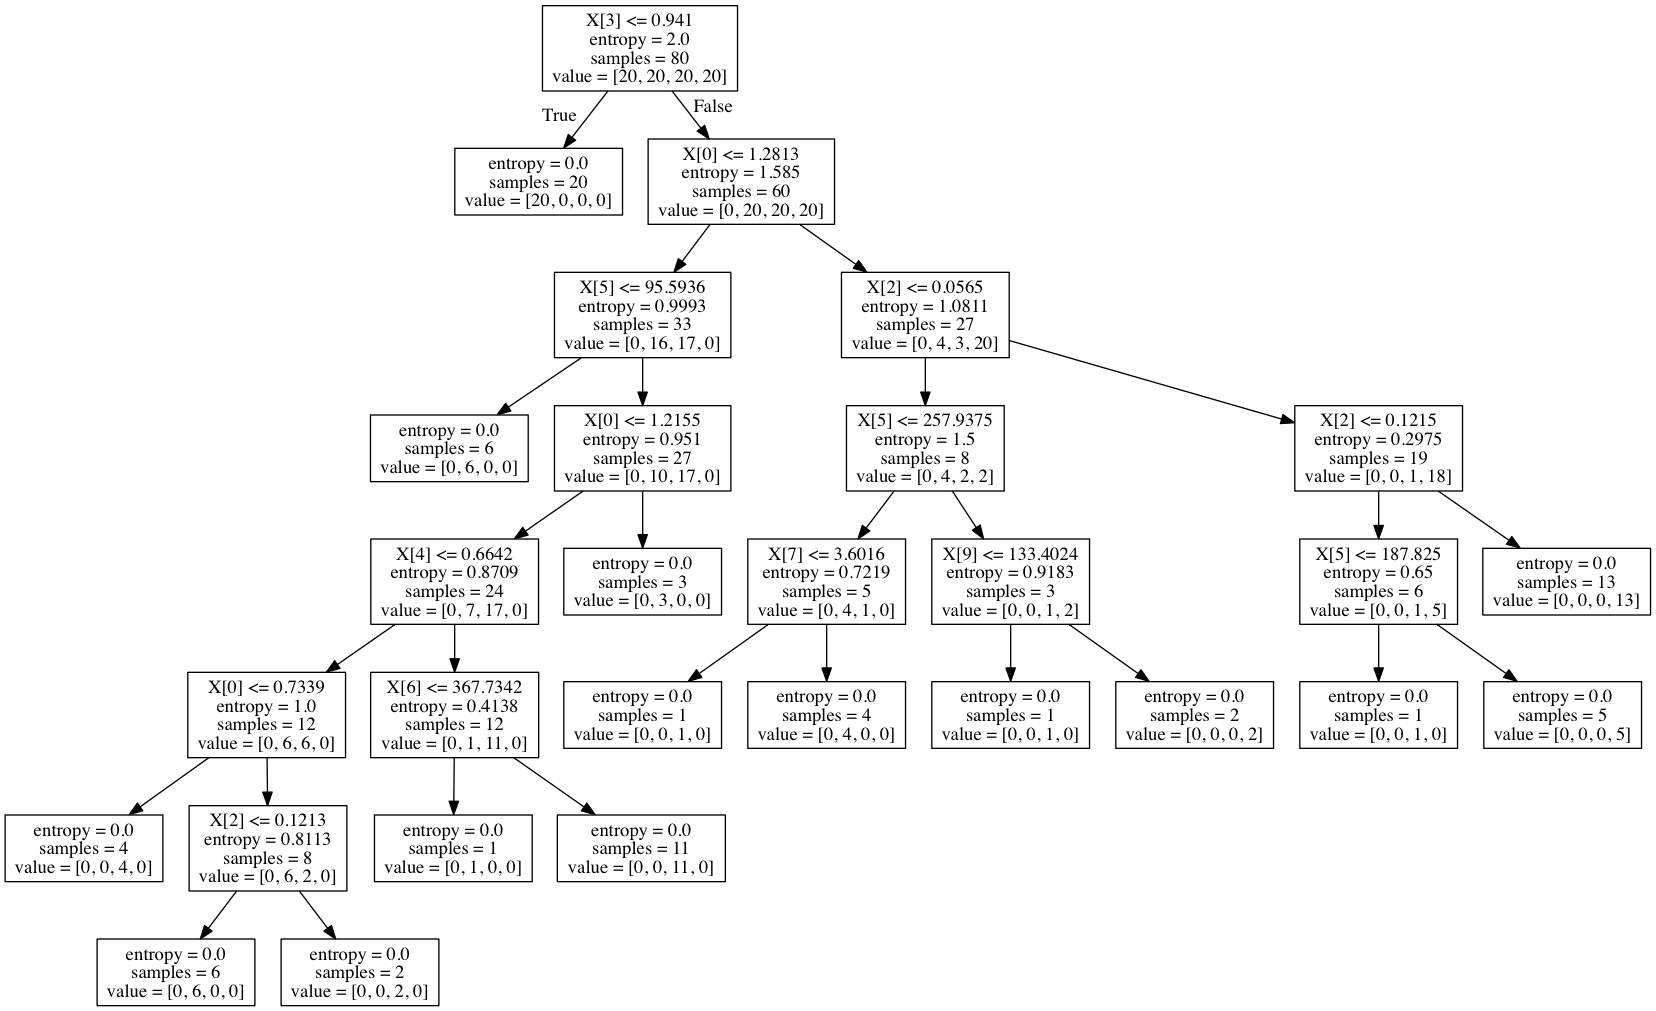 X[3] <= 0.941
entropy = 2.0
samples = 80
value = [20, 20, 20, 20]
True
False
entropy = 0.0
samples = 20
value = [20, 0, 0, 0]
X[0] <= 1.2813
entropy = 1.585
samples = 60
value = [0, 20, 20, 20]
X[5] <= 95.5936
entropy = 0.9993
samples = 33
value = [0, 16, 17, 0]
X[2] <= 0.0565
entropy = 1.0811
samples = 27
value = [0, 4, 3, 20]
entropy = 0.0
samples = 6
value = [0, 6, 0, 0]
X[0] <= 1.2155
entropy = 0.951
samples = 27
value = [0, 10, 17, 0]
X[5] <= 257.9375
entropy = 1.5
samples = 8
value = [0, 4, 2, 2]
X[2] <= 0.1215
entropy = 0.2975
samples = 19
value = [0, 0, 1, 18]
X[4] <= 0.6642
entropy = 0.8709
samples = 24
value = [0, 7, 17, 0]
entropy = 0.0
samples = 3
value = [0, 3, 0, 0]
X[7] <= 3.6016
entropy = 0.7219
samples = 5
value = [0, 4, 1, 0]
X[9] <= 133.4024
entropy = 0.9183
samples = 3
value = [0, 0, 1, 2]
X[5] <= 187.825
entropy = 0.65
samples = 6
value = [0, 0, 1, 5]
entropy = 0.0
samples = 13
value = [0, 0, 0, 13]
X[0] <= 0.7339
entropy = 1.0
samples = 12
value = [0, 6, 6, 0]
X[6] <= 367.7342
entropy = 0.4138
samples = 12
value = [0, 1, 11, 0]
entropy = 0.0
samples = 1
value = [0, 0, 1, 0]
entropy = 0.0
samples = 4
value = [0, 4, 0, 0]
entropy = 0.0
samples = 1
value = [0, 0, 1, 0]
entropy = 0.0
samples = 2
value = [0, 0, 0, 2]
entropy = 0.0
samples = 1
value = [0, 0, 1, 0]
entropy = 0.0
samples = 5
value = [0, 0, 0, 5]
entropy = 0.0
samples = 4
value = [0, 0, 4, 0]
X[2] <= 0.1213
entropy = 0.8113
samples = 8
value = [0, 6, 2, 0]
entropy = 0.0
samples = 1
value = [0, 1, 0, 0]
entropy = 0.0
samples = 11
value = [0, 0, 11, 0]
entropy = 0.0
samples = 6
value = [0, 6, 0, 0]
entropy = 0.0
samples = 2
value = [0, 0, 2, 0]